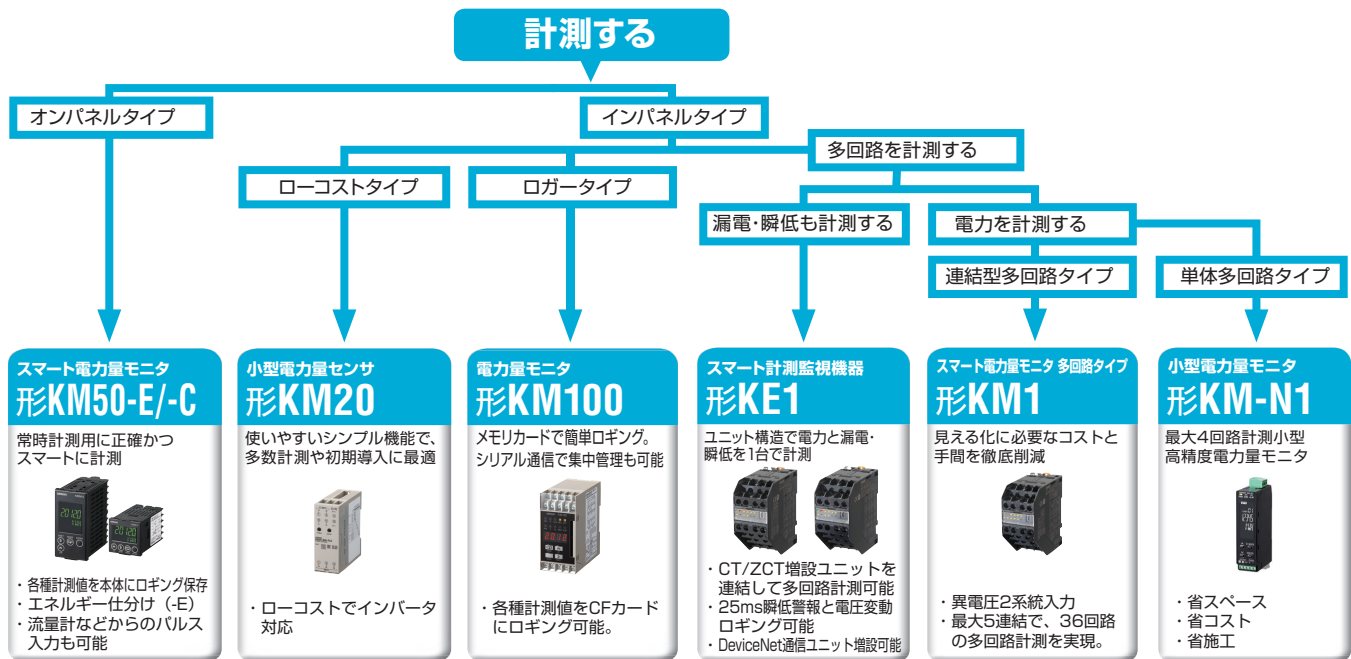 計測する
オンパネルタイプ
インパネルタイプ
多回路を計測する
ローコストタイプ
ロガータイプ
漏電・瞬低も計測する
電力を計測する
連結型多回路タイプ
単体多回路タイプ
スマート電力量モニタ
形KM50-E/-C
常時計測用に正確かつ
スマートに計測
・各種計測値を本体にロギング保存
・エネルギー仕分け（-E）
・流量計などからのパルス
入力も可能
小型電力量センサ
形KM20
使いやすいシンプル機能で、
多数計測や初期導入に最適
・ローコストでインバータ
対応
電力量モニタ
形KM100
メモリカードで簡単ロギング。
シリアル通信で集中管理も可能
・各種計測値をCFカード
にロギング可能。
スマート計測監視機器
形KE1
ユニット構造で電力と漏電・
瞬低を1台で計測
・CT/ZCT増設ユニットを
連結して多回路計測可能
・25ms瞬低警報と電圧変動
ロギング可能
・DeviceNet通信ユニット増設可能
スマート電力量モニタ 多回路タイプ
形KM1
見える化に必要なコストと
手間を徹底削減
・異電圧2系統入力
・最大5連結で、36回路
の多回路計測を実現。
小型電力量モニタ
形KM-N1
最大4回路計測小型
高精度電力量モニタ
・省スペース
・省コスト
・省施工